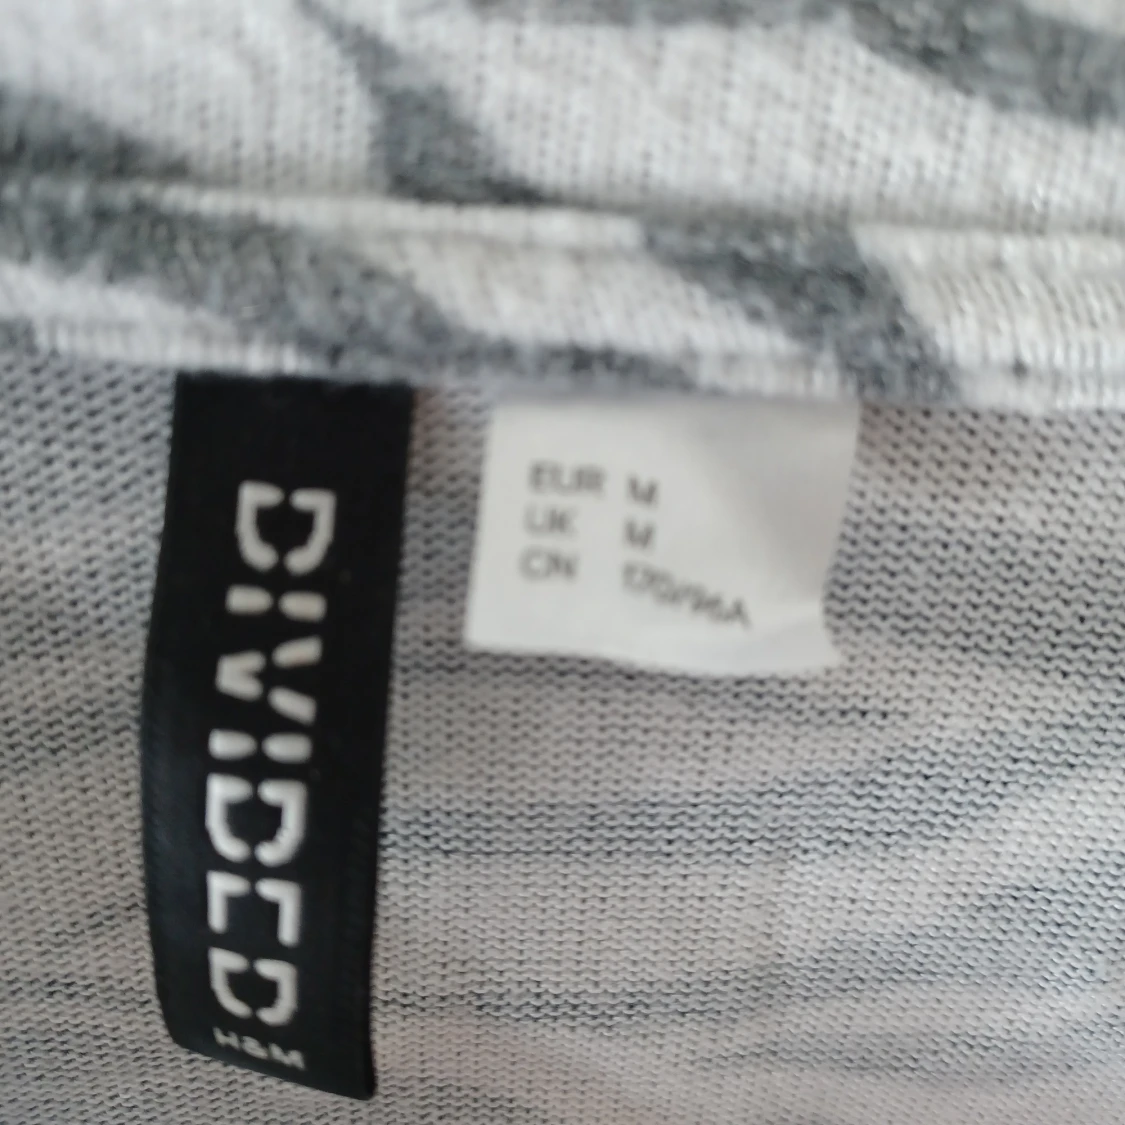 DIVIDED
H&M
EUR M
UK M
CN 170/96A